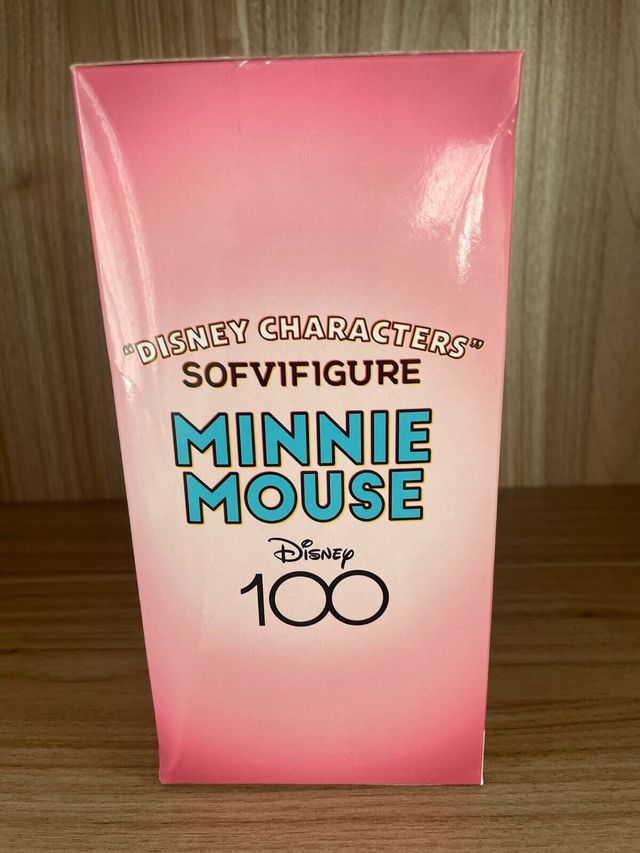 "DISNEY CHARACTERS"
SOFVIFIGURE
MINNIE
MOUSE
Disney
100